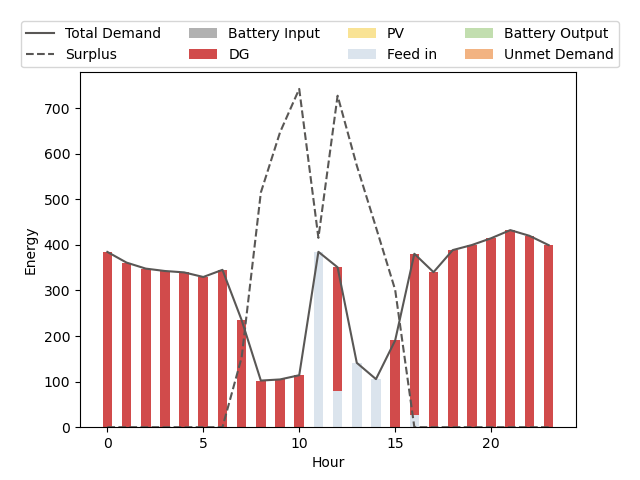 Total Demand Battery Input PV Battery Output
Surplus DG Feed in Unmet Demand
700
600
500
400
300
200
100
0
Energy
0 5 10 15 20
Hour